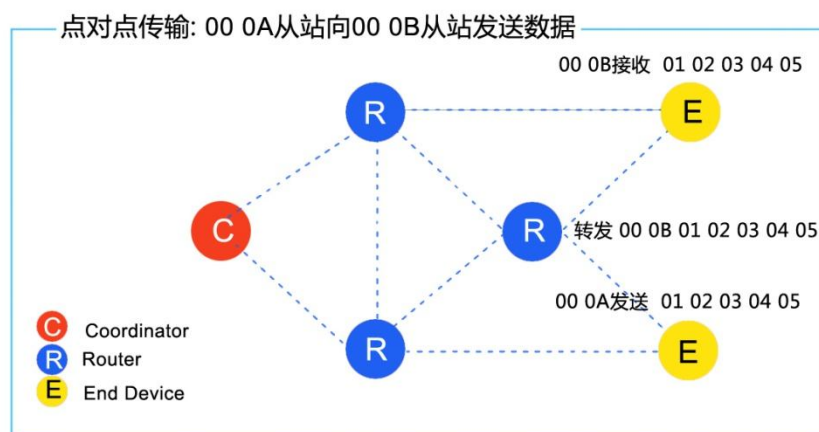 点对点传输: 00 0A从站向00 0B从站发送数据
00 0B接收 01 02 03 04 05
R
E
C
R
转发 00 0B 01 02 03 04 05
00 0A发送 01 02 03 04 05
R
E
C Coordinator
R Router
E End Device